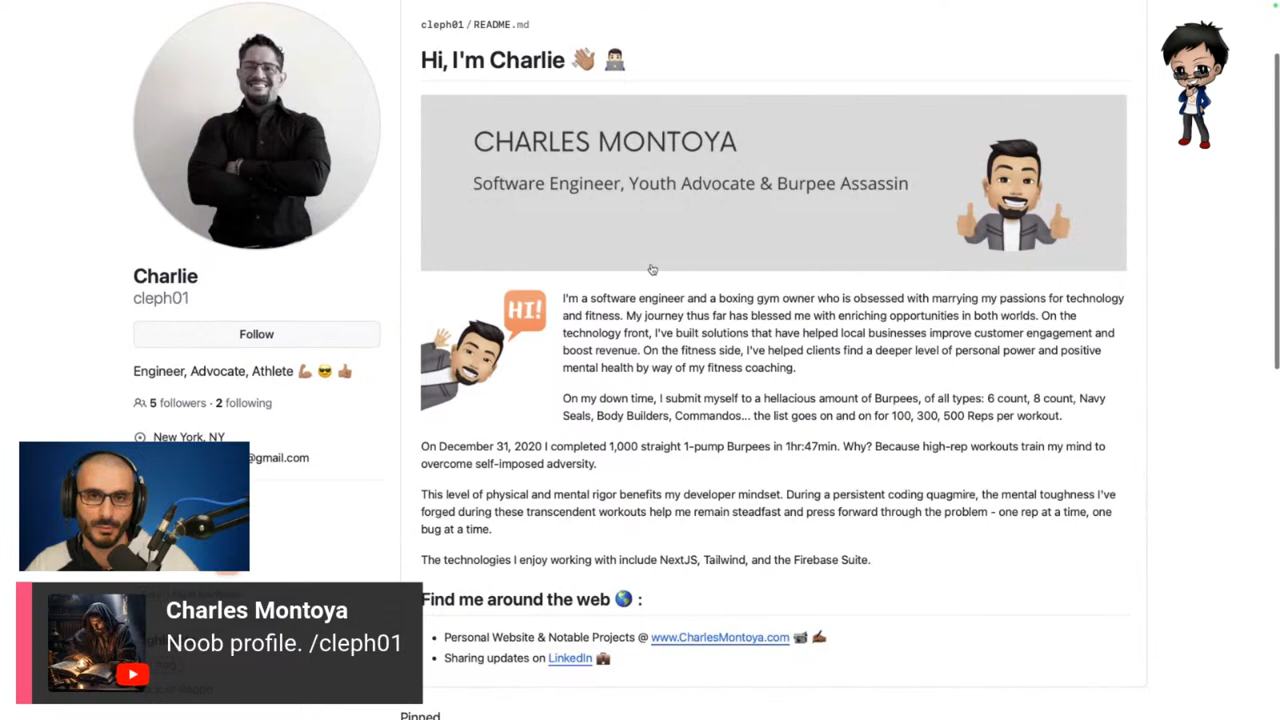 cleph01 / README.md
Hi, I'm Charlie
CHARLES MONTOYA
Software Engineer, Youth Advocate & Burpee Assassin
HI!
I'm a software engineer and a boxing gym owner who is obsessed with marrying my passions for technology
and fitness. My journey thus far has blessed me with enriching opportunities in both worlds. On the
technology front, I've built solutions that have helped local businesses improve customer engagement and
boost revenue. On the fitness side, I've helped clients find a deeper level of personal power and positive
mental health by way of my fitness coaching.
On my down time, I submit myself to a hellacious amount of Burpees, of all types: 6 count, 8 count, Navy
Seals, Body Builders, Commandos... the list goes on and on for 100, 300, 500 Reps per workout.
On December 31, 2020 I completed 1,000 straight 1-pump Burpees in 1hr:47min. Why? Because high-rep workouts train my mind to
overcome self-imposed adversity.
This level of physical and mental rigor benefits my developer mindset. During a persistent coding quagmire, the mental toughness I've
forged during these transcendent workouts help me remain steadfast and press forward through the problem - one rep at a time, one
bug at a time.
The technologies I enjoy working with include NextJS, Tailwind, and the Firebase Suite.
Find me around the web :
Personal Website & Notable Projects @ www.CharlesMontoya.com
Sharing updates on LinkedIn
Pinned
Charlie
cleph01
Follow
Engineer, Advocate, Athlete
5 followers · 2 following
New York, NY
@gmail.com
Charles Montoya
Noob profile. /cleph01